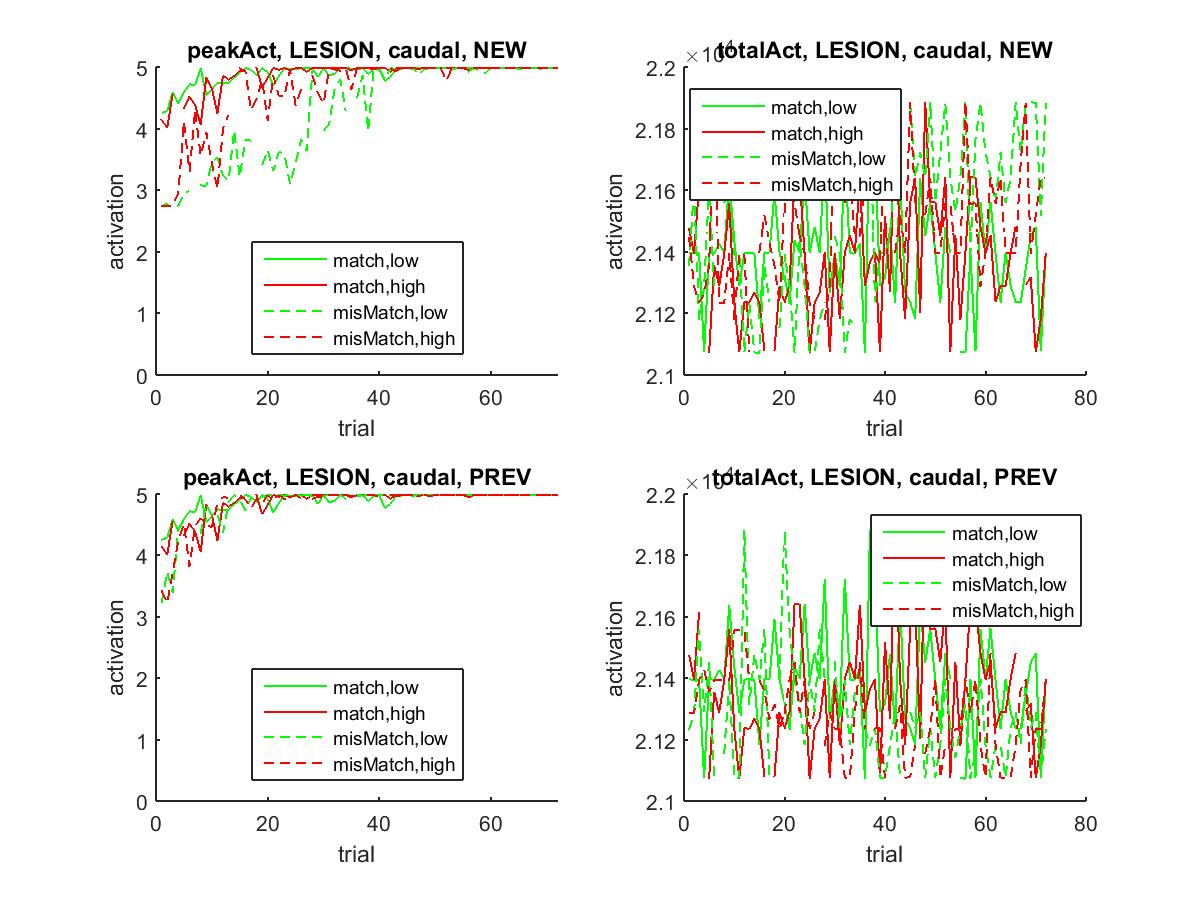 peakAct, LESION, caudal, NEW
5
4
3
2
1
0
activation
match,low
match,high
misMatch,low
misMatch,high
0 20 40 60
trial
totalAct, LESION, caudal, NEW
2.2
2.18
2.16
2.14
2.12
2.1
activation
match,low
match,high
misMatch,low
misMatch,high
0 20 40 60 80
trial
peakAct, LESION, caudal, PREV
5
4
3
2
1
0
activation
match,low
match,high
misMatch,low
misMatch,high
0 20 40 60
trial
totalAct, LESION, caudal, PREV
2.2
2.18
2.16
2.14
2.12
2.1
activation
match,low
match,high
misMatch,low
misMatch,high
0 20 40 60 80
trial